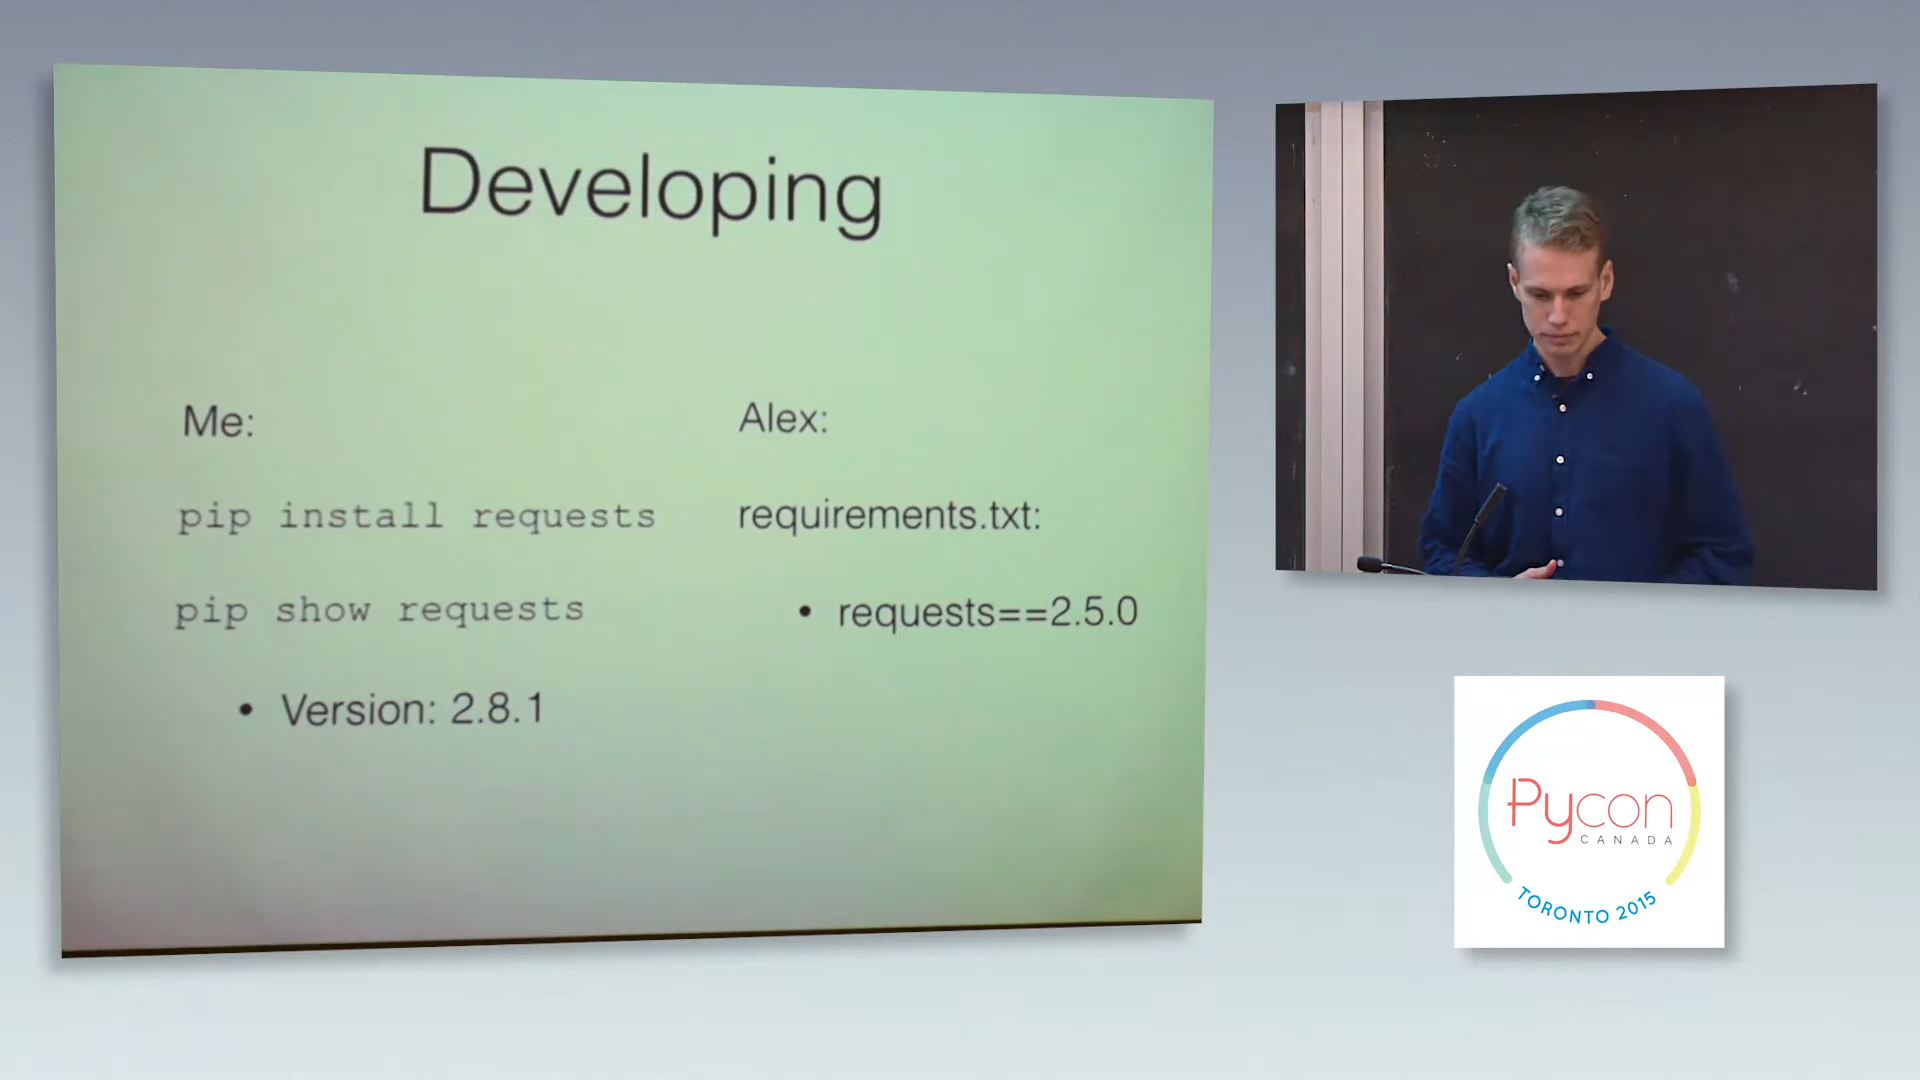 Developing
Me:
pip install requests
pip show requests
• Version: 2.8.1
Alex:
requirements.txt:
• requests==2.5.0
Pycon
CANADA
TORONTO 2015